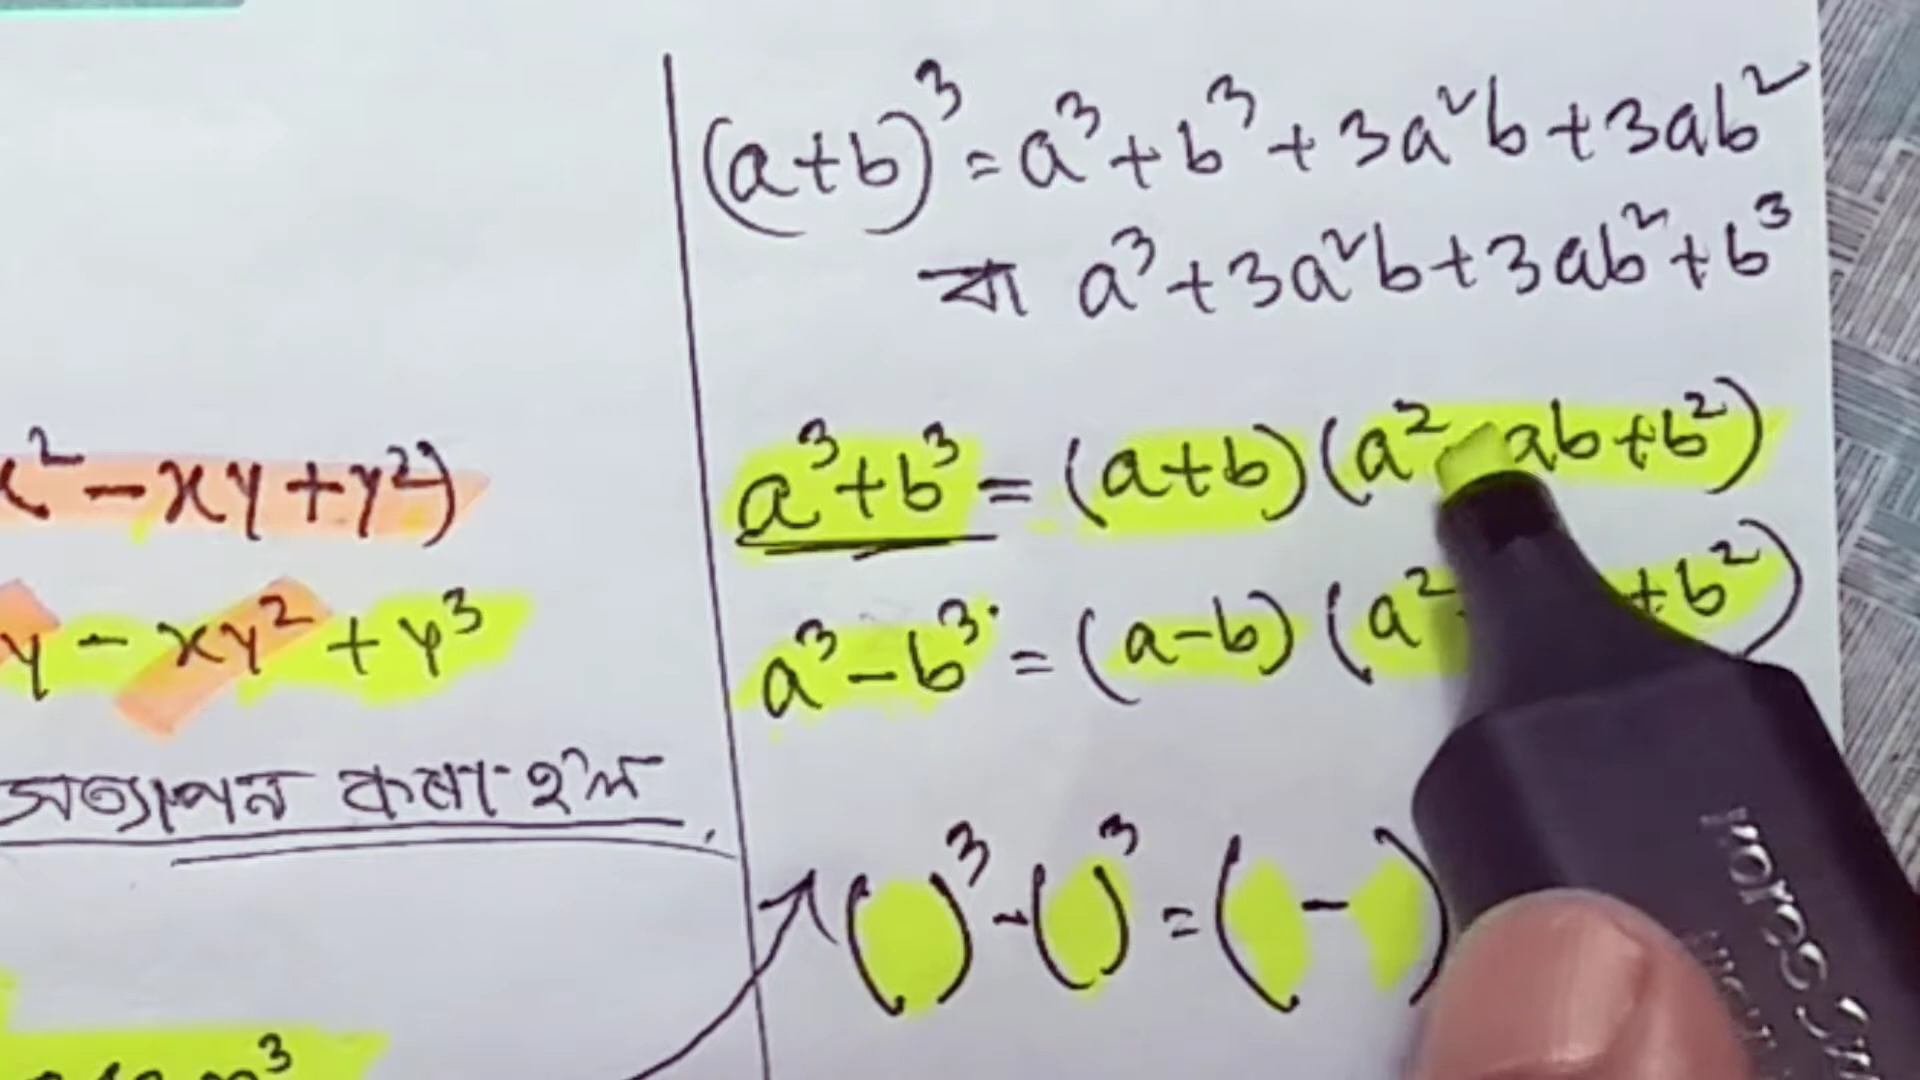 x² - xy + y²)
y - xy² + y³
সত্যাপন করা হ'ল
(a+b)³ = a³ + b³ + 3a²b + 3ab²
বা a³ + 3a²b + 3ab² + b³
a³ + b³ = (a+b) (a² ab + b²)
a³ - b³ = (a-b) (a² + b²)
( )³ - ( )³ = ( - )